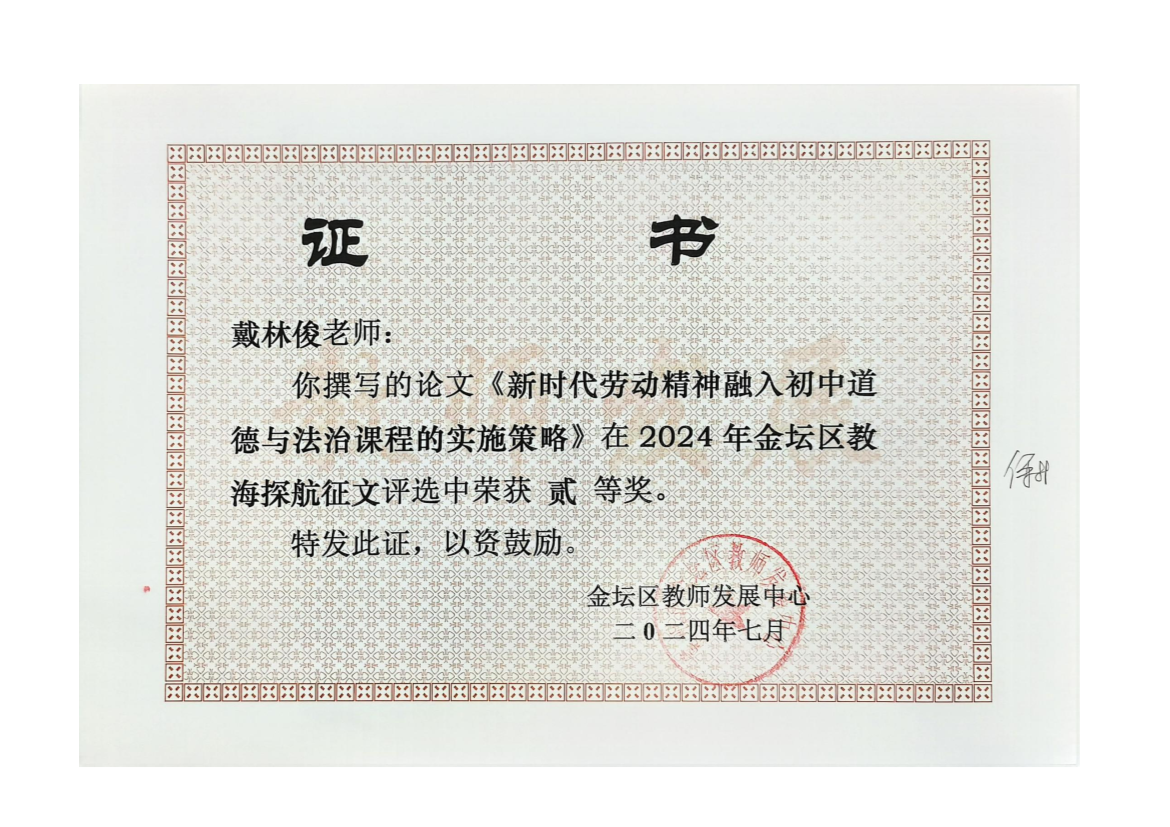 证 书
戴林俊老师：
你撰写的论文《新时代劳动精神融入初中道
德与法治课程的实施策略》在 2024 年金坛区教
海探航征文评选中荣获 贰 等奖。
特发此证，以资鼓励。
金坛区教师发展中心
二0二四年七月
教师发展